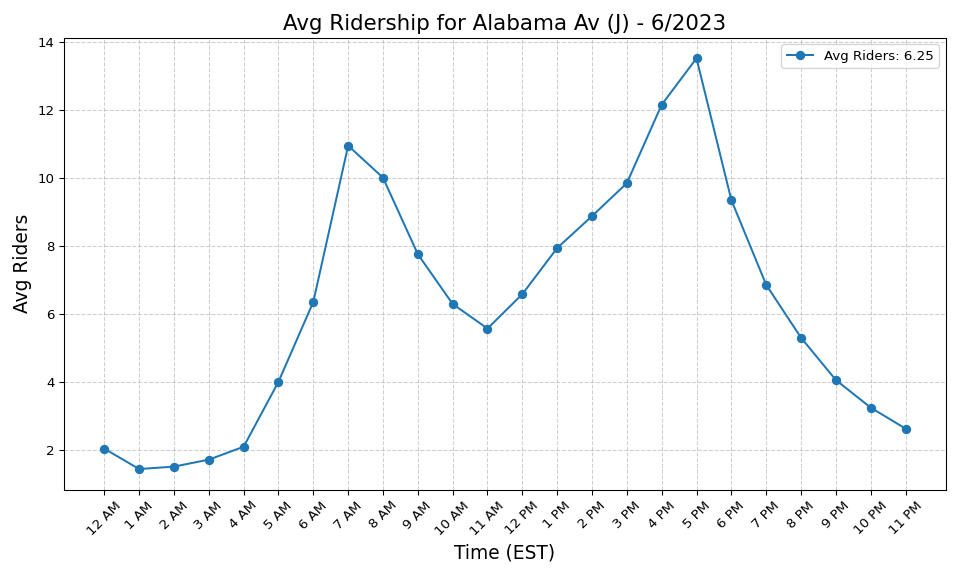 Avg Ridership for Alabama Av (J) - 6/2023
Avg Riders: 6.25
Avg Riders
14
12
10
8
6
4
2
12 AM
1 AM
2 AM
3 AM
4 AM
5 AM
6 AM
7 AM
8 AM
9 AM
10 AM
11 AM
12 PM
1 PM
2 PM
3 PM
4 PM
5 PM
6 PM
7 PM
8 PM
9 PM
10 PM
11 PM
Time (EST)